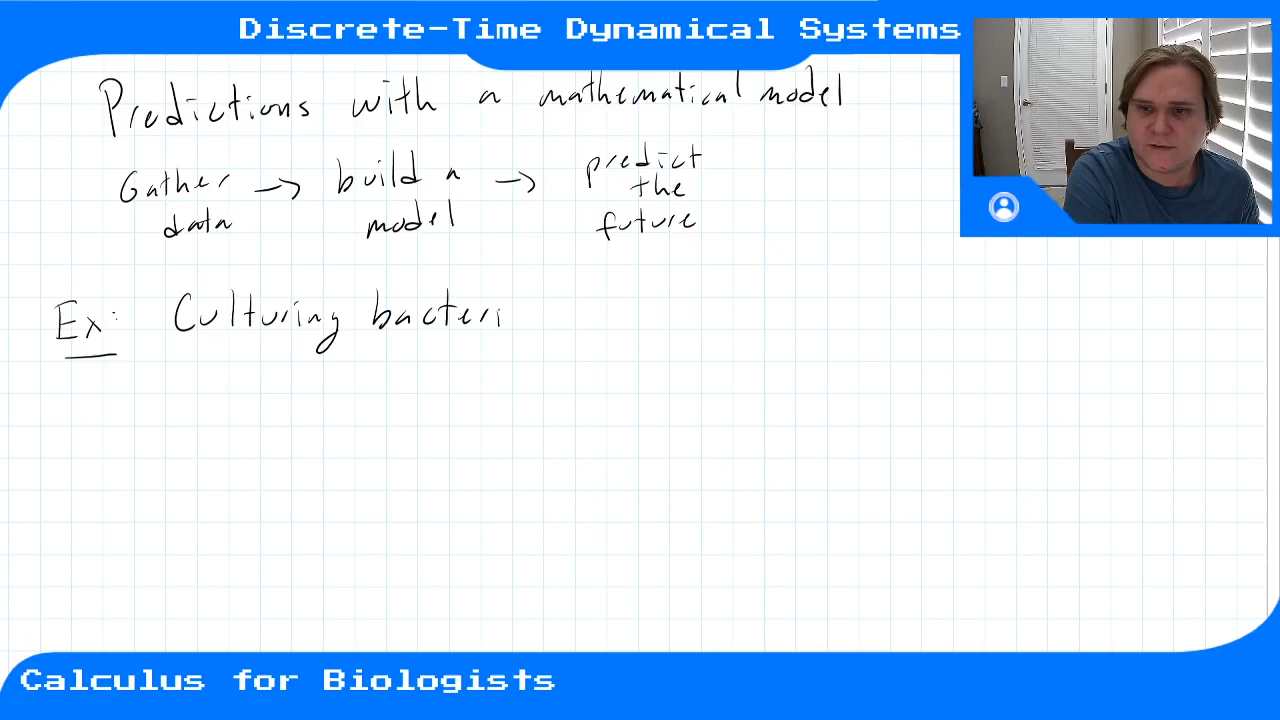 Discrete-Time Dynamical Systems
Predictions with a mathematical model
Gather data → build a model → predict the future
Ex: Culturing bacteri
Calculus for Biologists